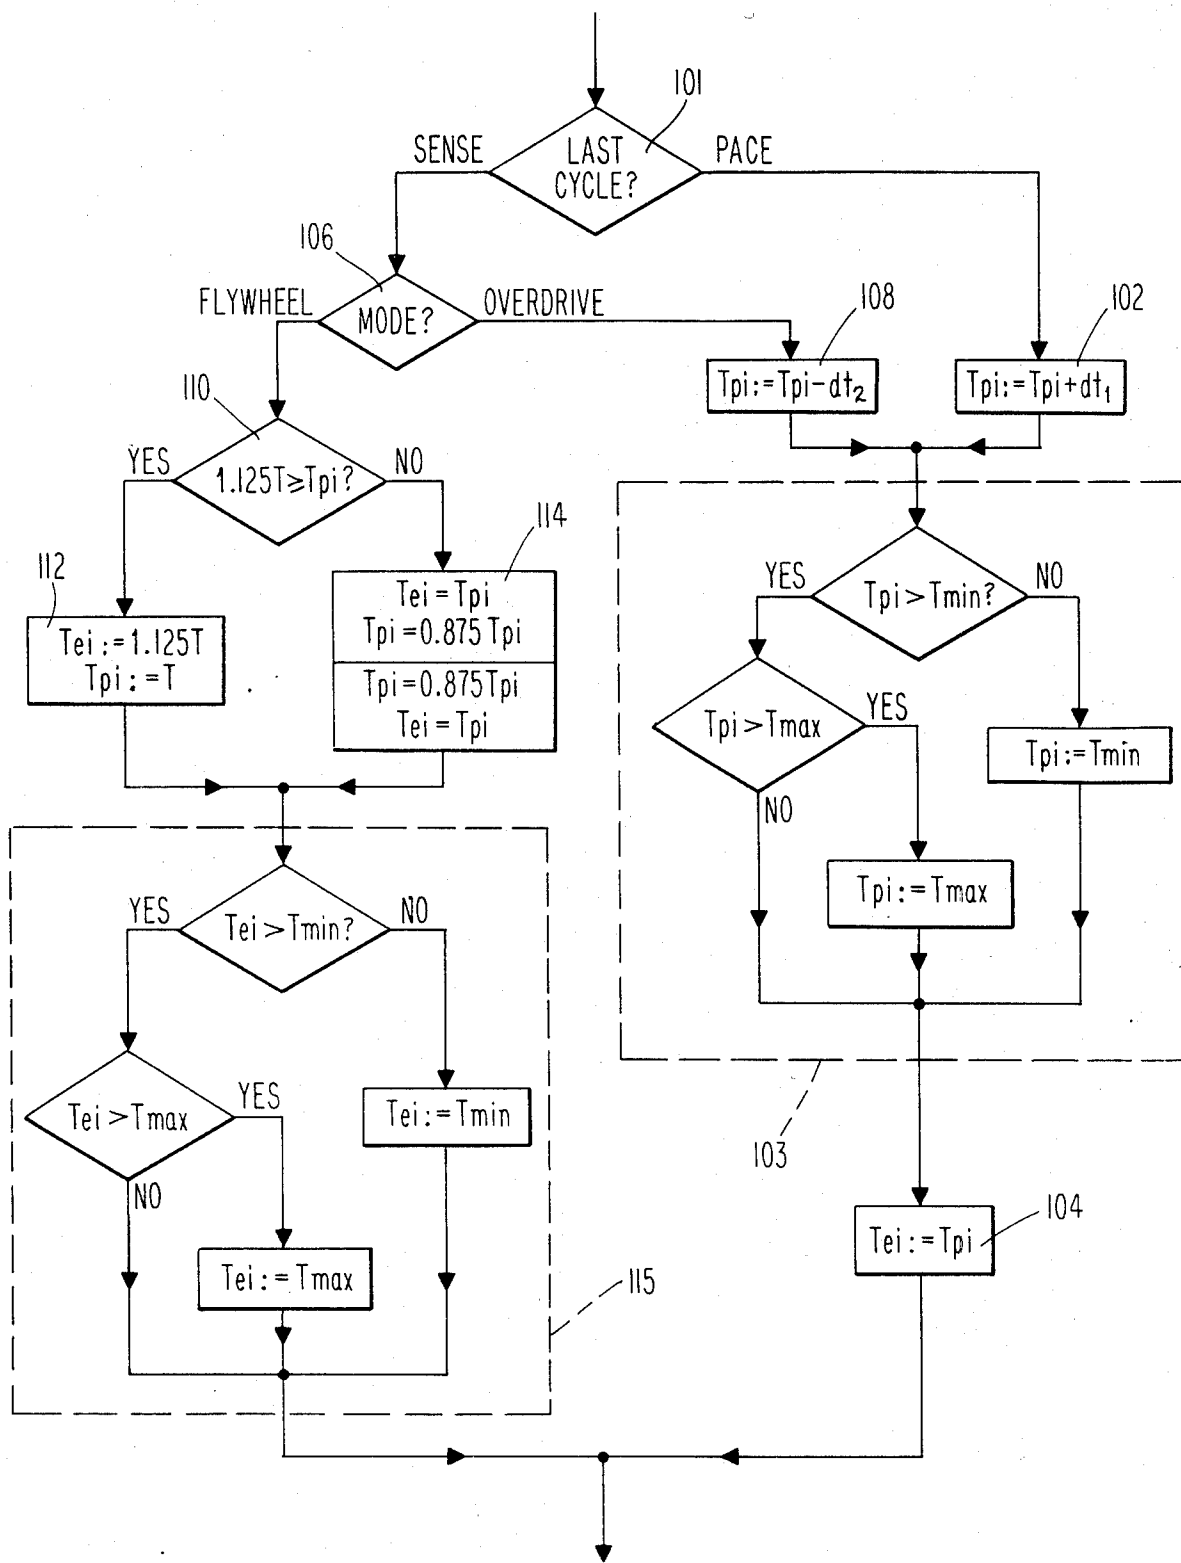 101
SENSE
LAST
CYCLE?
PACE
106
FLYWHEEL
MODE?
OVERDRIVE
108
102
Tpi:=Tpi-dt₂
Tpi:=Tpi+dt₁
110
YES
1.125T≥Tpi?
NO
114
112
Tei:=1.125T
Tpi:=T
Tei=Tpi
Tpi=0.875Tpi
Tpi=0.875Tpi
Tei=Tpi
YES
Tpi>Tmin?
NO
Tpi>Tmax
YES
NO
Tpi:=Tmin
Tpi:=Tmax
103
104
Tei:=Tpi
YES
Tei>Tmin?
NO
Tei>Tmax
YES
NO
Tei:=Tmin
Tei:=Tmax
115